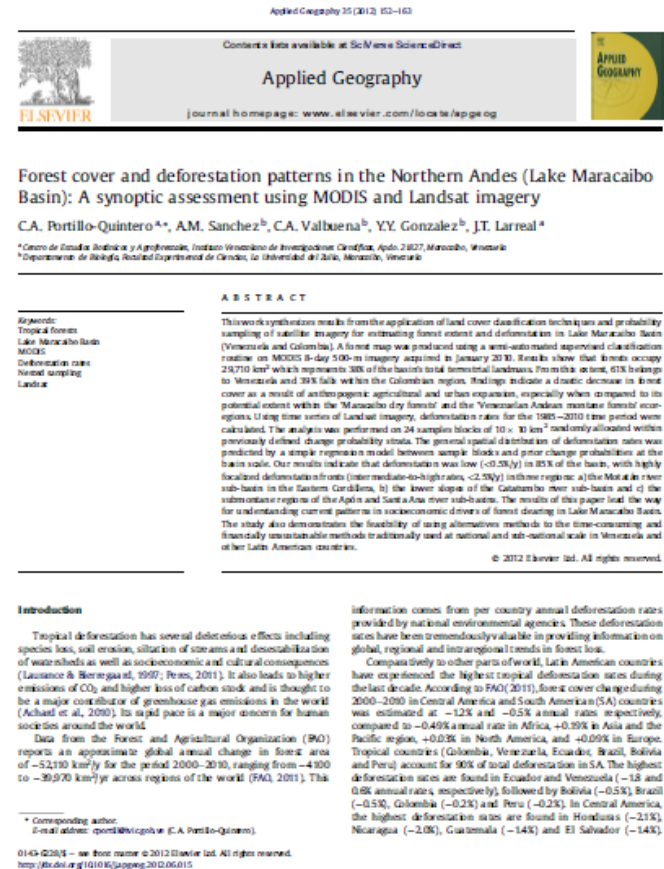 Applied Geography 35 (2012) 152–163
Contents lists available at SciVerse ScienceDirect
Applied Geography
journal homepage: www.elsevier.com/locate/apgeog
ELSEVIER
APPLIED
GEOGRAPHY
Forest cover and deforestation patterns in the Northern Andes (Lake Maracaibo
Basin): A synoptic assessment using MODIS and Landsat imagery
C.A. Portillo-Quintero a,*, A.M. Sanchez b, C.A. Valbuena b, Y.Y. Gonzalez b, J.T. Larreal a
a Centro de Estudios Botánicos y Agroforestales, Instituto Venezolano de Investigaciones Científicas, Apdo. 21827, Maracaibo, Venezuela
b Departamento de Biología, Facultad Experimental de Ciencias, La Universidad del Zulia, Maracaibo, Venezuela
Keywords:
Tropical forests
Lake Maracaibo Basin
MODIS
Deforestation rates
Nested sampling
Landsat
ABSTRACT
This work synthesizes results from the application of land cover classification techniques and probability
sampling of satellite imagery for estimating forest extent and deforestation in Lake Maracaibo Basin
(Venezuela and Colombia). A forest map was produced using a semi-automated supervised classification
routine on MODIS 8-day 500-m imagery acquired in January 2010. Results show that forests occupy
29,710 km² which represents 38% of the basin's total terrestrial landmass. From this extent, 61% belongs
to Venezuela and 39% falls within the Colombian region. Findings indicate a drastic decrease in forest
cover as a result of anthropogenic agricultural and urban expansion, especially when compared to its
potential extent within the 'Maracaibo dry forests' and the 'Venezuelan Andean montane forests' ecor-
egions. Using time series of Landsat imagery, deforestation rates for the 1985–2010 time period were
calculated. The analysis was performed on 24 samples blocks of 10 × 10 km² randomly allocated within
previously defined change probability strata. The general spatial distribution of deforestation rates was
predicted by a simple regression model between sample blocks and prior change probabilities at the
basin scale. Our results indicate that deforestation was low (<0.5%/y) in 85% of the basin, with highly
focalized deforestation fronts (intermediate-to-high rates, <2.5%/y) in three regions: a) the Motatán river
sub-basin in the Eastern Cordillera, b) the lower slopes of the Catatumbo river sub-basin and c) the
submontane regions of the Apón and Santa Ana river sub-basins. The results of this paper lead the way
for understanding current patterns in socioeconomic drivers of forest clearing in Lake Maracaibo Basin.
The study also demonstrates the feasibility of using alternatives methods to the time-consuming and
financially unsustainable methods traditionally used at national and sub-national scale in Venezuela and
other Latin American countries.
© 2012 Elsevier Ltd. All rights reserved.
Introduction
Tropical deforestation has several deleterious effects including
species loss, soil erosion, siltation of streams and desestabilization
of watersheds as well as socioeconomic and cultural consequences
(Laurance & Bierregaard, 1997; Peres, 2011). It also leads to higher
emissions of CO₂ and higher loss of carbon stock and is thought to
be a major contributor of greenhouse gas emissions in the world
(Achard et al., 2010). Its rapid pace is a major concern for human
societies around the world.
Data from the Forest and Agricultural Organization (FAO)
reports an approximate global annual change in forest area
of −52,110 km²/y for the period 2000–2010, ranging from −4100
to −39,970 km²/yr across regions of the world (FAO, 2011). This
information comes from per country annual deforestation rates
provided by national environmental agencies. These deforestation
rates have been tremendously valuable in providing information on
global, regional and intraregional trends in forest loss.
Comparatively to other parts of world, Latin American countries
have experienced the highest tropical deforestation rates during
the last decade. According to FAO (2011), forest cover change during
2000–2010 in Central America and South American (SA) countries
was estimated at −1.2% and −0.5% annual rates respectively,
compared to −0.49% annual rate in Africa, +0.19% in Asia and the
Pacific region, +0.03% in North America, and +0.09% in Europe.
Tropical countries (Colombia, Venezuela, Ecuador, Brazil, Bolivia
and Peru) account for 90% of total deforestation in SA. The highest
deforestation rates are found in Ecuador and Venezuela (−1.8 and
0.6% annual rates, respectively), followed by Bolivia (−0.5%), Brazil
(−0.5%), Colombia (−0.2%) and Peru (−0.2%). In Central America,
the highest deforestation rates are found in Honduras (−2.1%),
Nicaragua (−2.0%), Guatemala (−1.4%) and El Salvador (−1.4%).
* Corresponding author.
E-mail address: cportill@ivic.gob.ve (C.A. Portillo-Quintero).
0143-6228/$ – see front matter © 2012 Elsevier Ltd. All rights reserved.
http://dx.doi.org/10.1016/j.apgeog.2012.06.015